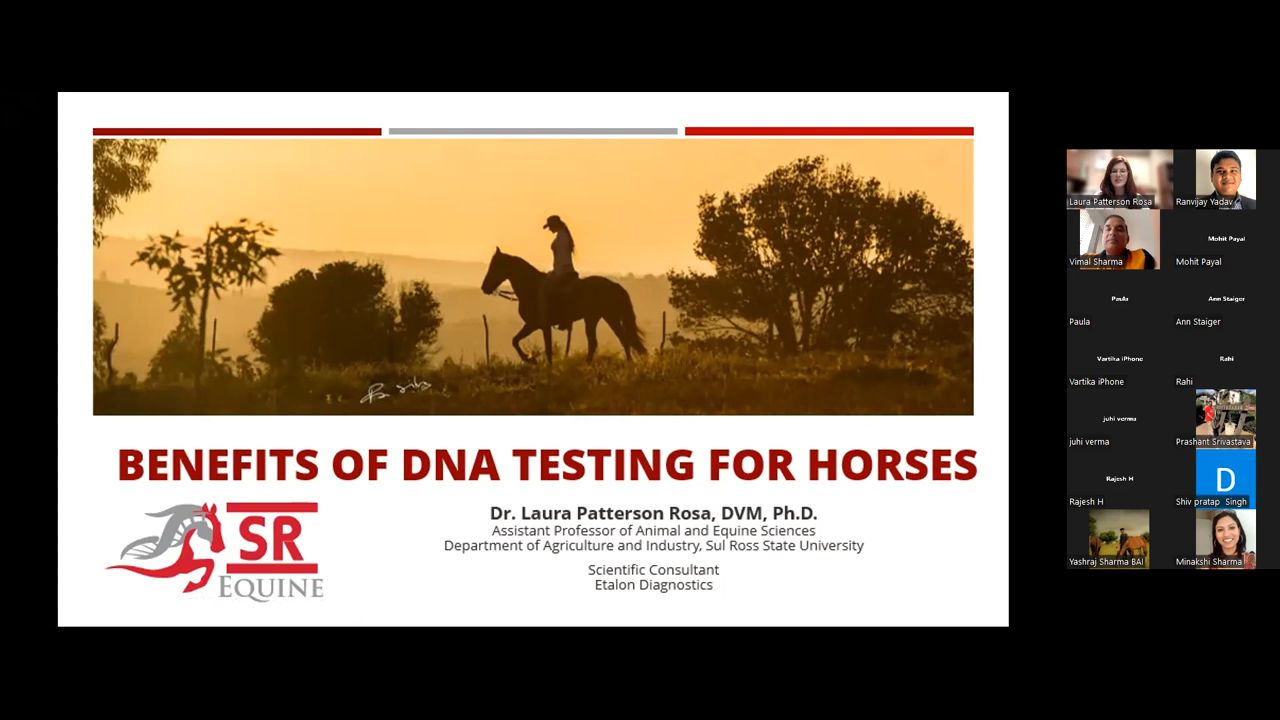 BENEFITS OF DNA TESTING FOR HORSES
SR
EQUINE
Dr. Laura Patterson Rosa, DVM, Ph.D.
Assistant Professor of Animal and Equine Sciences
Department of Agriculture and Industry, Sul Ross State University
Scientific Consultant
Etalon Diagnostics
Laura Patterson Rosa
Ranvijay Yadav
Vimal Sharma
Mohit Payal
Mohit Payal
Paula
Paula
Ann Staiger
Ann Staiger
Vartika iPhone
Vartika iPhone
Rahi
Rahi
juhi verma
juhi verma
Prashant Srivastava
Rajesh H
Rajesh H
D
Shiv pratap Singh
Yashraj Sharma BAI
Minakshi Sharma